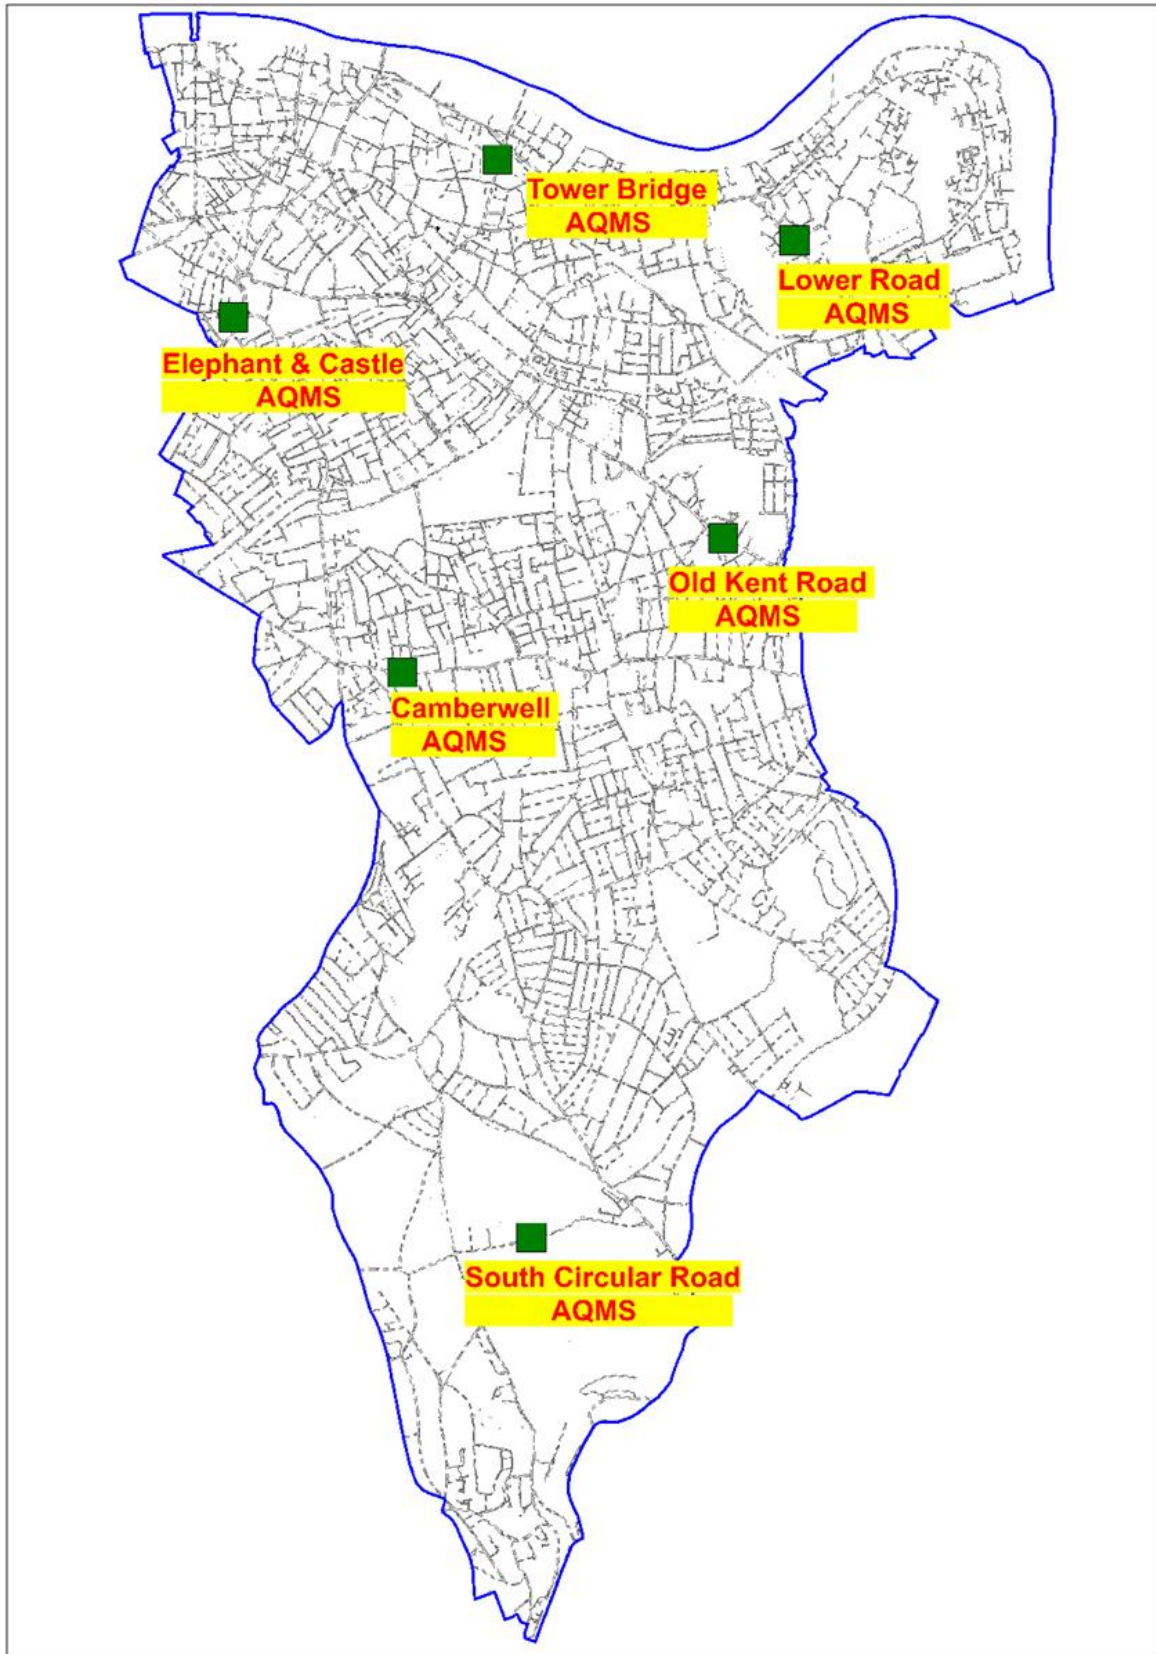 Tower Bridge
AQMS
Lower Road
AQMS
Elephant & Castle
AQMS
Old Kent Road
AQMS
Camberwell
AQMS
South Circular Road
AQMS